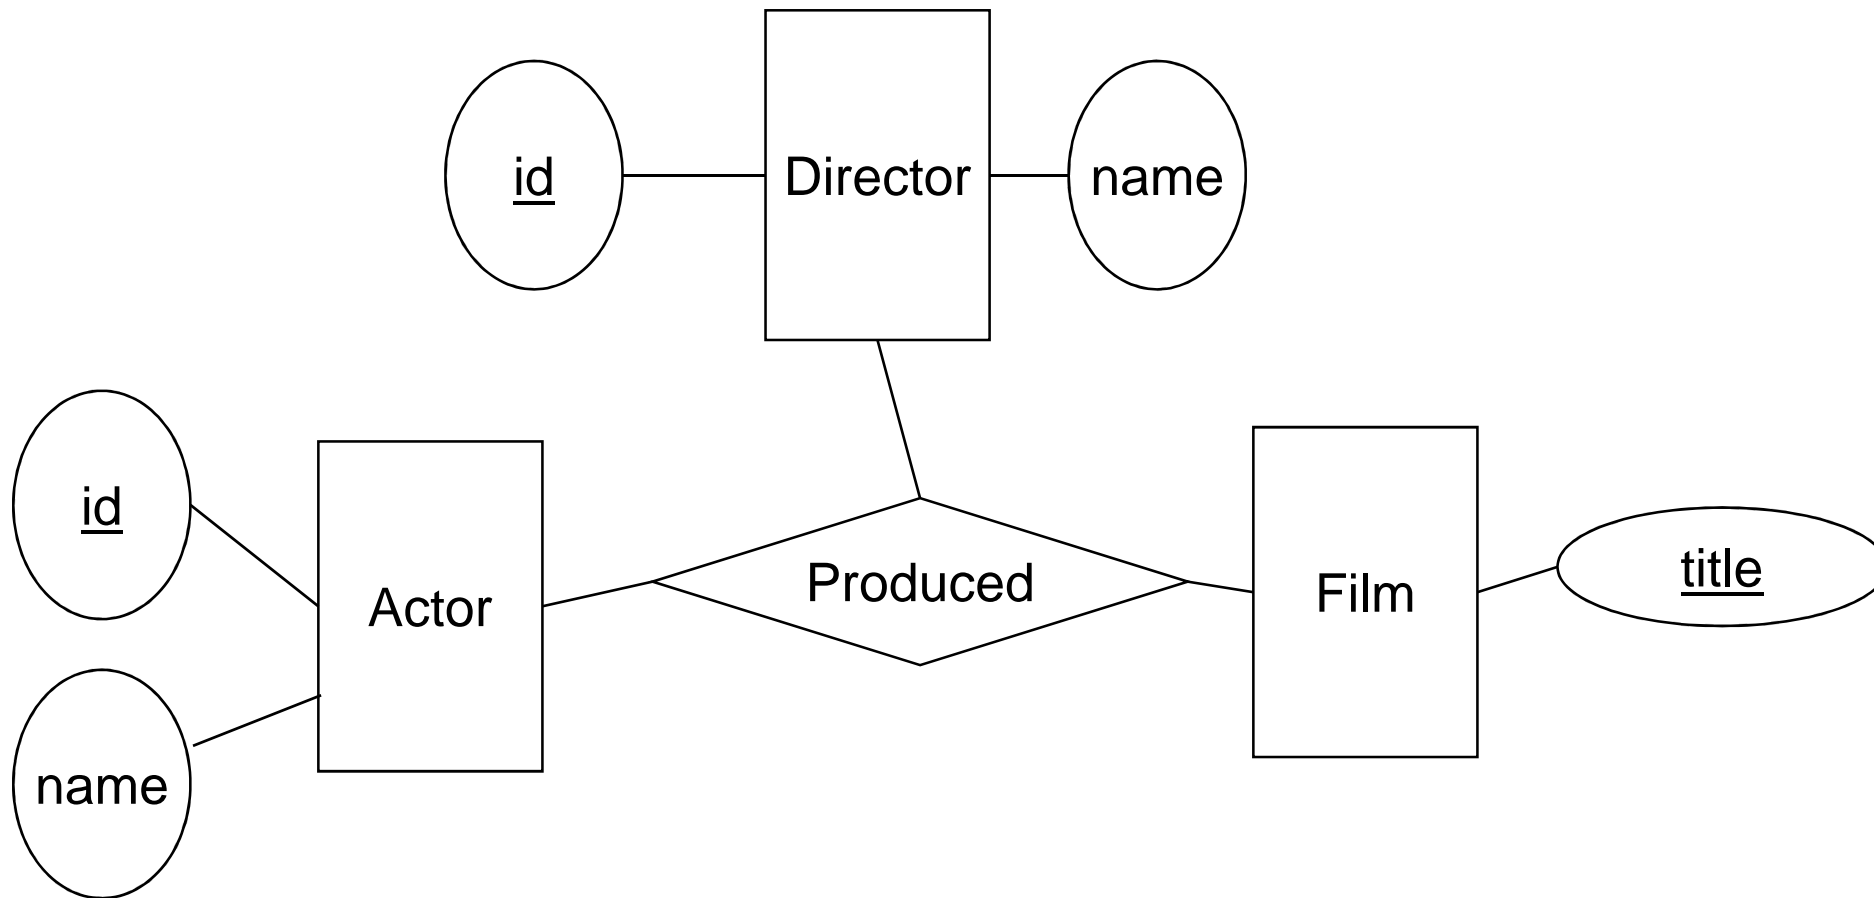 id
Director
name
id
Actor
Produced
Film
title
name